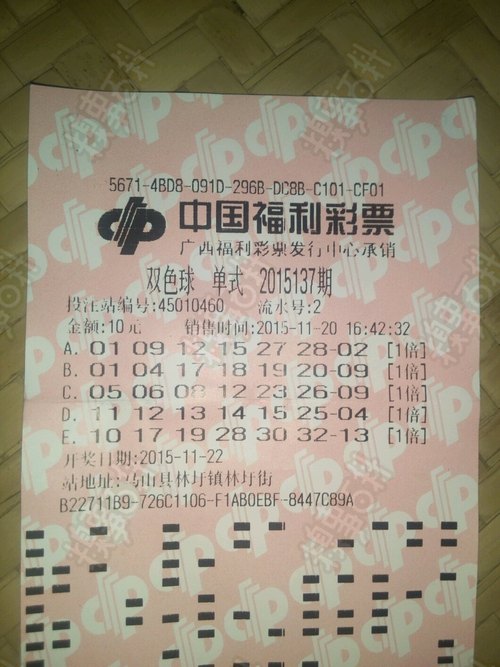 5671-4BD8-091D-296B-DC8B-C101-CF01
中国福利彩票
广西福利彩票发行中心承销
双色球 单式 2015137期
投注站编号:45010460 流水号:2
金额:10元 销售时间:2015-11-20 16:42:32
A. 01 09 12 15 27 28-02 [1倍]
B. 01 04 17 18 19 20-09 [1倍]
C. 05 06 08 12 23 26-09 [1倍]
D. 11 12 13 14 15 25-04 [1倍]
E. 10 17 19 28 30 32-13 [1倍]
开奖日期:2015-11-22
站地址:马山县林圩镇林圩街
B22711B9-726C1106-F1AB0EBF-8447C89A